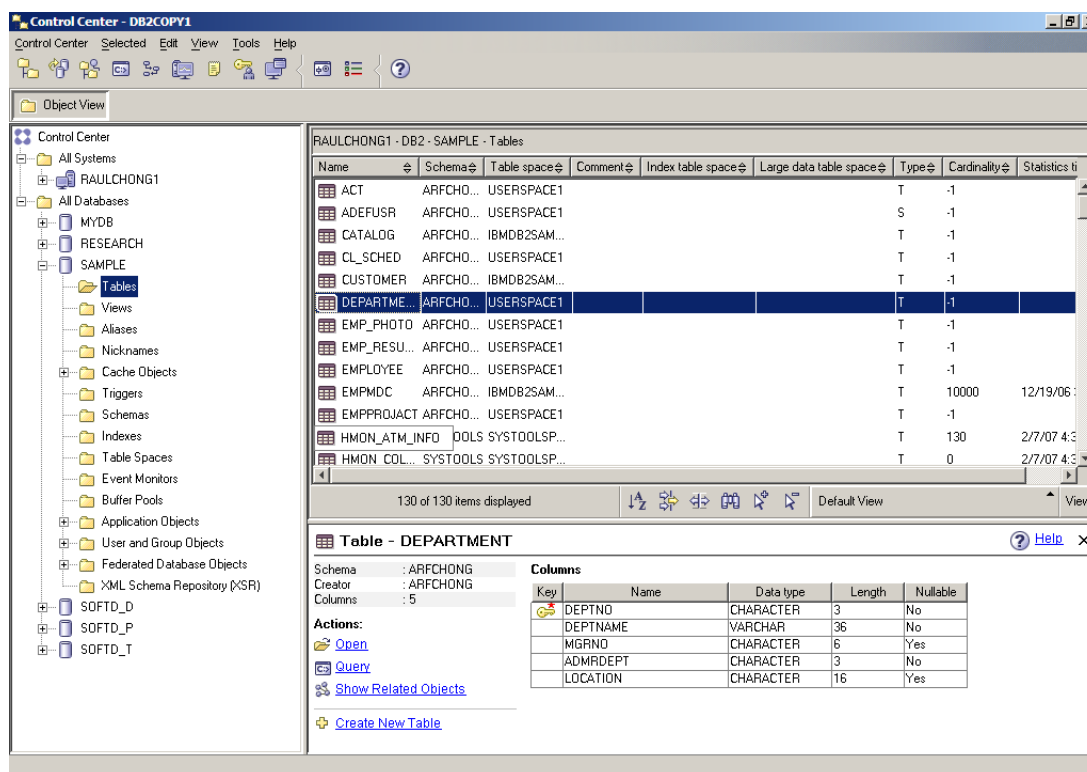 Control Center - DB2COPY1
Control Center Selected Edit View Tools Help
Object View
Control Center
All Systems
RAULCHONG1
All Databases
MYDB
RESEARCH
SAMPLE
Tables
Views
Aliases
Nicknames
Cache Objects
Triggers
Schemas
Indexes
Table Spaces
Event Monitors
Buffer Pools
Application Objects
User and Group Objects
Federated Database Objects
XML Schema Repository (XSR)
SOFTD_D
SOFTD_P
SOFTD_T
RAULCHONG1 - DB2 - SAMPLE - Tables
Name Schema Table space Comment Index table space Large data table space Type Cardinality Statistics ti
ACT ARFCHO... USERSPACE1 T -1
ADEFUSR ARFCHO... USERSPACE1 S -1
CATALOG ARFCHO... IBMDB2SAM... T -1
CL_SCHED ARFCHO... USERSPACE1 T -1
CUSTOMER ARFCHO... IBMDB2SAM... T -1
DEPARTME... ARFCHO... USERSPACE1 T -1
EMP_PHOTO ARFCHO... USERSPACE1 T -1
EMP_RESU... ARFCHO... USERSPACE1 T -1
EMPLOYEE ARFCHO... USERSPACE1 T -1
EMPMDC ARFCHO... IBMDB2SAM... T 10000 12/19/06
EMPPROJACT ARFCHO... USERSPACE1 T -1
HMON_ATM_INFO OOLS SYSTOOLSP... T 130 2/7/07 4:3
HMON_COL... SYSTOOLS SYSTOOLSP... T 0 2/7/07 4:3
130 of 130 items displayed Default View View
Table - DEPARTMENT Help
Schema : ARFCHONG
Creator : ARFCHONG
Columns : 5
Actions:
Open
Query
Show Related Objects
Create New Table
Columns
Key Name Data type Length Nullable
DEPTNO CHARACTER 3 No
DEPTNAME VARCHAR 36 No
MGRNO CHARACTER 6 Yes
ADMRDEPT CHARACTER 3 No
LOCATION CHARACTER 16 Yes